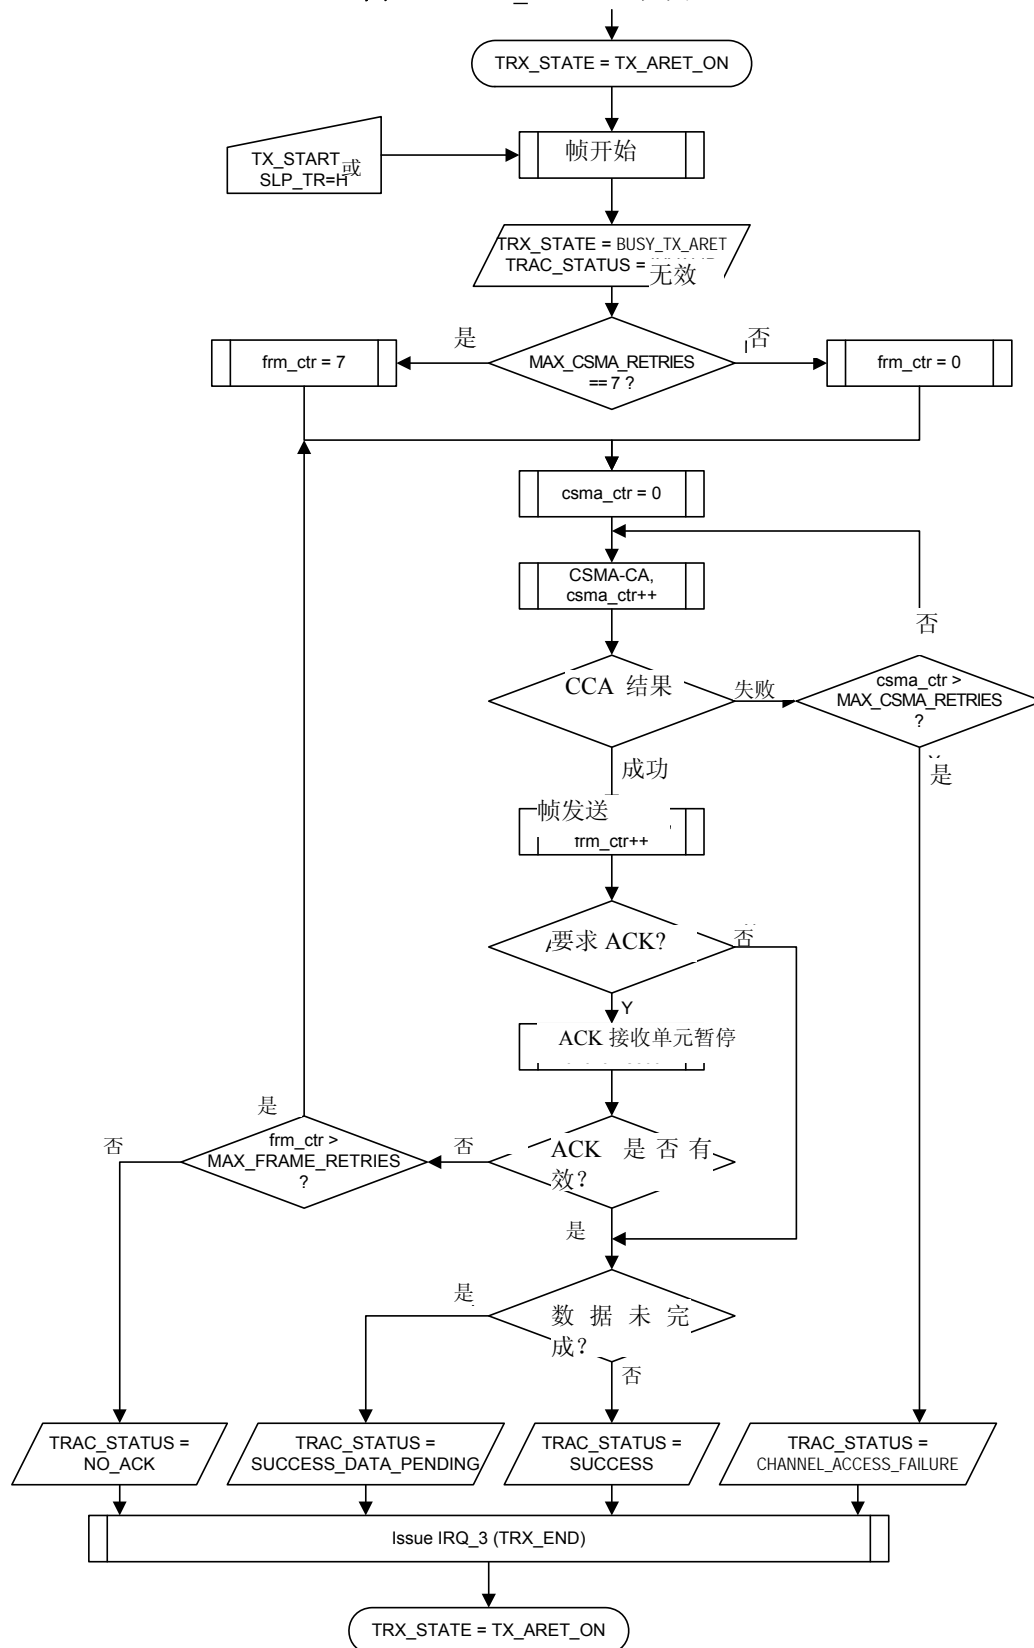 TRX_STATE = TX_ARET_ON
帧开始
TX_START 或
SLP_TR=H
TRX_STATE = BUSY_TX_ARET
TRAC_STATUS = 无效
是
否
frm_ctr = 7
MAX_CSMA_RETRIES
== 7 ?
frm_ctr = 0
csma_ctr = 0
CSMA-CA,
csma_ctr++
否
CCA 结果
失败
csma_ctr >
MAX_CSMA_RETRIES
?
成功
是
帧发送
frm_ctr++
要求 ACK?
否
Y
ACK 接收单元暂停
是
frm_ctr >
MAX_FRAME_RETRIES
?
否
否
ACK 是 否 有
效?
是
是
数 据 未 完
成?
否
TRAC_STATUS =
NO_ACK
TRAC_STATUS =
SUCCESS_DATA_PENDING
TRAC_STATUS =
SUCCESS
TRAC_STATUS =
CHANNEL_ACCESS_FAILURE
Issue IRQ_3 (TRX_END)
TRX_STATE = TX_ARET_ON